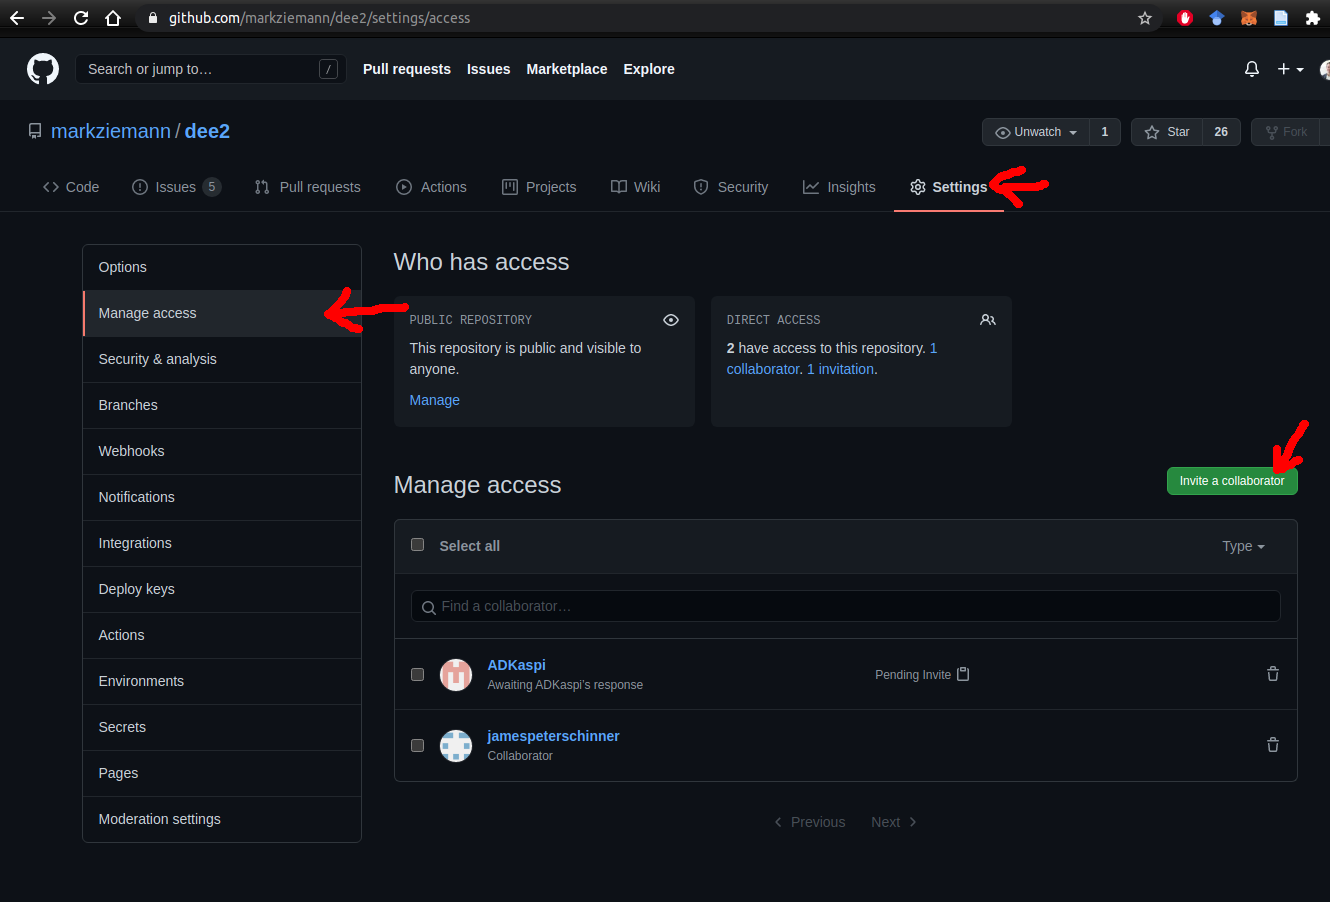 github.com/markziemann/dee2/settings/access
Search or jump to… /
Pull requests Issues Marketplace Explore
markziemann / dee2
Unwatch 1 Star 26 Fork
Code Issues 5 Pull requests Actions Projects Wiki Security Insights Settings
Options
Manage access
Security & analysis
Branches
Webhooks
Notifications
Integrations
Deploy keys
Actions
Environments
Secrets
Pages
Moderation settings
Who has access
PUBLIC REPOSITORY
This repository is public and visible to
anyone.
Manage
DIRECT ACCESS
2 have access to this repository. 1
collaborator. 1 invitation.
Manage access
Invite a collaborator
Select all Type
Find a collaborator…
ADKaspi
Awaiting ADKaspi's response
Pending Invite
jamespeterschinner
Collaborator
Previous Next